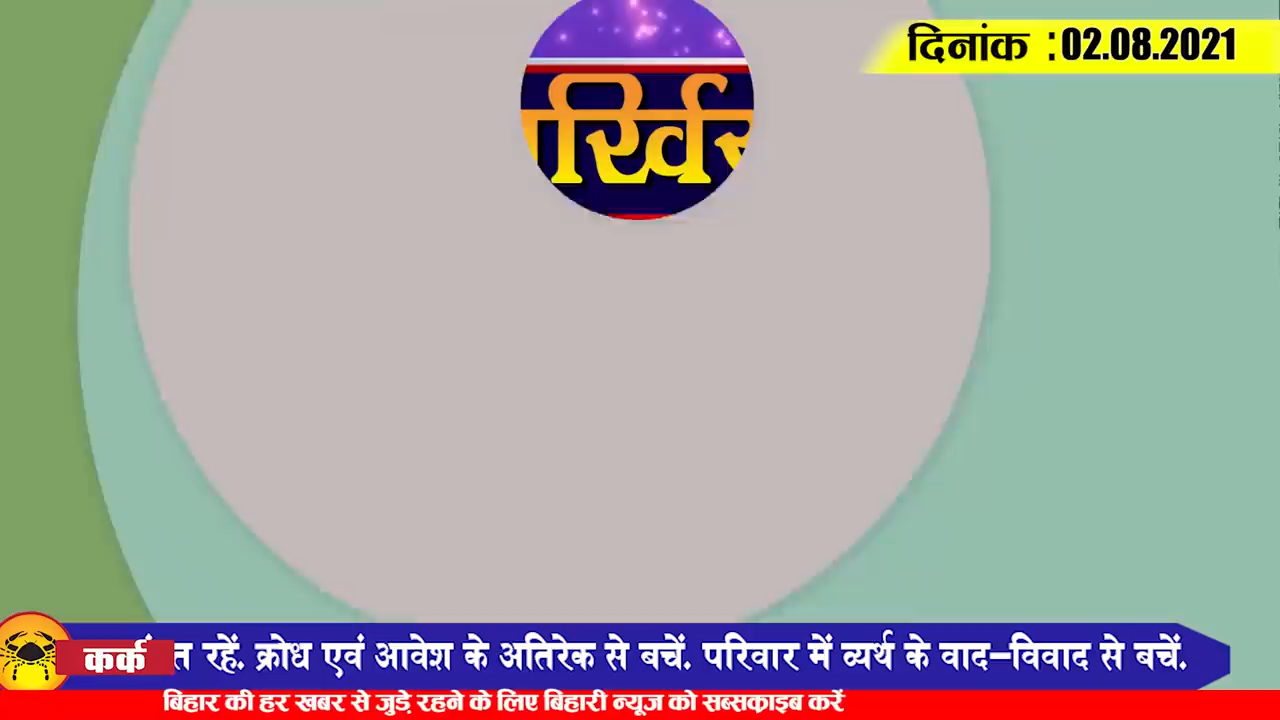 दिनांक :02.08.2021
कर्क रहें. क्रोध एवं आवेश के अतिरेक से बचें. परिवार में व्यर्थ के वाद-विवाद से बचें.
बिहार की हर खबर से जुड़े रहने के लिए बिहारी न्यूज को सब्सक्राइब करें